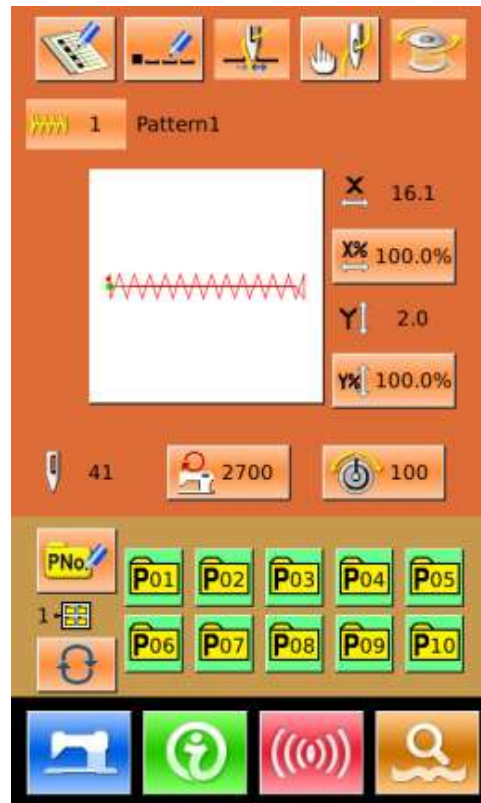 1 Pattern1
X 16.1
X% 100.0%
Y 2.0
Y% 100.0%
41 2700 100
PNo.
P01 P02 P03 P04 P05
1
P06 P07 P08 P09 P10